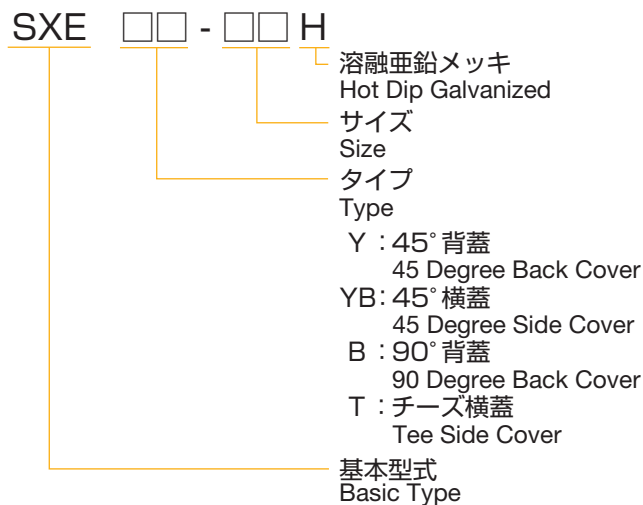 SXE □□ - □□ H
溶融亜鉛メッキ
Hot Dip Galvanized
サイズ
Size
タイプ
Type
Y：45°背蓋
45 Degree Back Cover
YB：45°横蓋
45 Degree Side Cover
B：90°背蓋
90 Degree Back Cover
T：チーズ横蓋
Tee Side Cover
基本型式
Basic Type